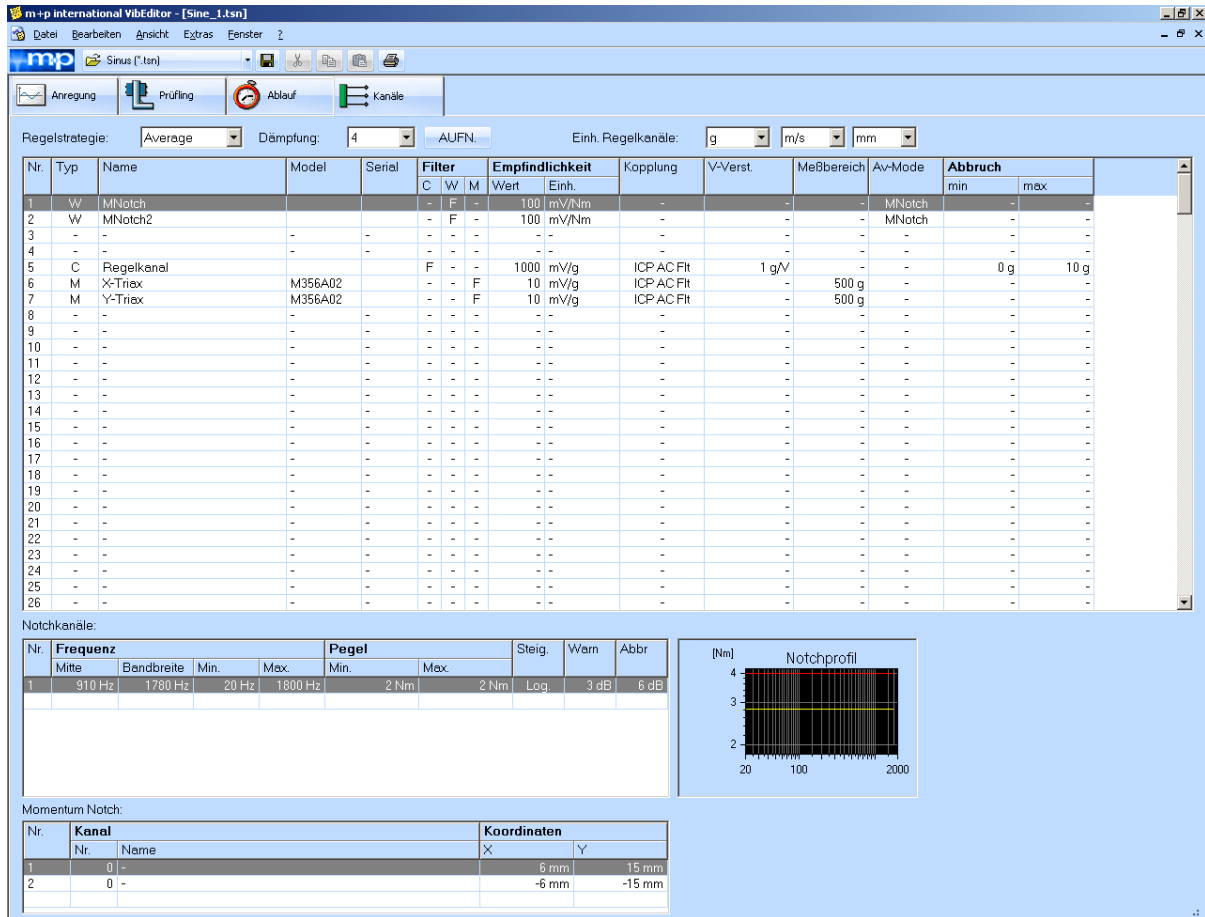 m+p international VibEditor - [Sine_1.tsn]
Datei Bearbeiten Ansicht Extras Fenster ?
mp Sinus (*.tsn)
Anregung Prüfling Ablauf Kanäle
Regelstrategie: Average Dämpfung: 4 AUFN. Einh. Regelkanäle: g m/s mm
Nr. Typ Name Model Serial Filter Empfindlichkeit Kopplung V-Verst. Meßbereich Av-Mode Abbruch
C W M Wert Einh. min max
1 W MNotch - F - 100 mV/Nm - - - MNotch - -
2 W MNotch2 - F - 100 mV/Nm - - - MNotch - -
3 - - - - - - - - - - - - - - -
4 - - - - - - - - - - - - - - -
5 C Regelkanal F - - 1000 mV/g ICP AC Flt 1 g/V - - 0 g 10 g
6 M X-Triax M356A02 - - F 10 mV/g ICP AC Flt - 500 g - - -
7 M Y-Triax M356A02 - - F 10 mV/g ICP AC Flt - 500 g - - -
8 - - - - - - - - - - - - - - -
9 - - - - - - - - - - - - - - -
10 - - - - - - - - - - - - - - -
11 - - - - - - - - - - - - - - -
12 - - - - - - - - - - - - - - -
13 - - - - - - - - - - - - - - -
14 - - - - - - - - - - - - - - -
15 - - - - - - - - - - - - - - -
16 - - - - - - - - - - - - - - -
17 - - - - - - - - - - - - - - -
18 - - - - - - - - - - - - - - -
19 - - - - - - - - - - - - - - -
20 - - - - - - - - - - - - - - -
21 - - - - - - - - - - - - - - -
22 - - - - - - - - - - - - - - -
23 - - - - - - - - - - - - - - -
24 - - - - - - - - - - - - - - -
25 - - - - - - - - - - - - - - -
26 - - - - - - - - - - - - - - -
Notchkanäle:
Nr. Frequenz Pegel Steig. Warn Abbr
Mitte Bandbreite Min. Max. Min. Max.
1 910 Hz 1780 Hz 20 Hz 1800 Hz 2 Nm 2 Nm Log. 3 dB 6 dB
[Nm] Notchprofil
4
3
2
20 100 2000
Momentum Notch:
Nr. Kanal Koordinaten
Nr. Name X Y
1 0 - 6 mm 15 mm
2 0 - -6 mm -15 mm